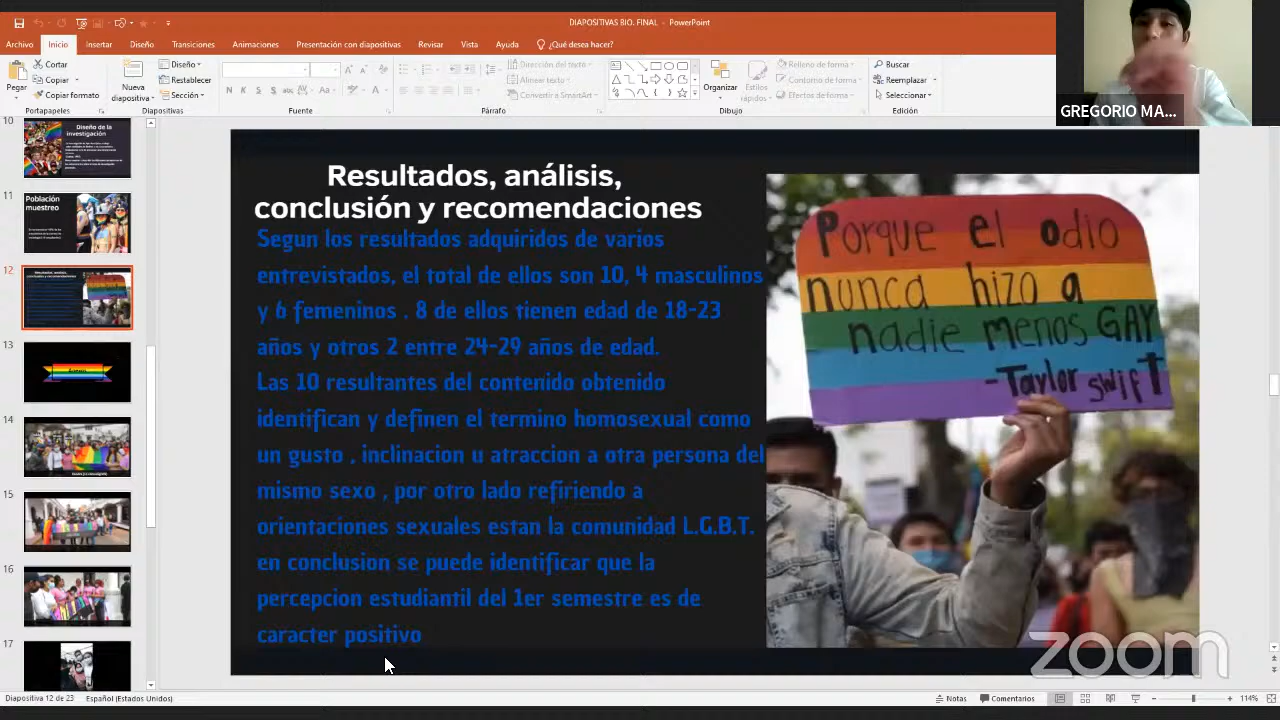 DIAPOSITIVAS BIO. FINAL - PowerPoint
Archivo Inicio Insertar Diseño Transiciones Animaciones Presentación con diapositivas Revisar Vista Ayuda ¿Qué desea hacer?
Pegar
Cortar
Copiar
Copiar formato
Portapapeles
Nueva
diapositiva
Diseño
Restablecer
Sección
Diapositivas
N K S
Fuente
Párrafo
Dirección del texto
Alinear texto
Convertir a SmartArt
Organizar
Estilos
rápidos
Relleno de forma
Contorno de forma
Efectos de forma
Dibujo
Buscar
Reemplazar
Seleccionar
Edición
GREGORIO MA...
10
Diseño de la
investigación
11
Población
muestreo
12
13
14
15
16
17
Resultados, análisis,
conclusión y recomendaciones
Segun los resultados adquiridos de varios
entrevistados, el total de ellos son 10, 4 masculinos
y 6 femeninos . 8 de ellos tienen edad de 18-23
años y otros 2 entre 24-29 años de edad.
Las 10 resultantes del contenido obtenido
identifican y definen el termino homosexual como
un gusto , inclinacion u atraccion a otra persona del
mismo sexo , por otro lado refiriendo a
orientaciones sexuales estan la comunidad L.G.B.T.
en conclusion se puede identificar que la
percepcion estudiantil del 1er semestre es de
caracter positivo
Porque el odio
nunca hizo a
nadie menos GAY
-Taylor swifT
zoom
Diapositiva 12 de 23 Español (Estados Unidos) Notas Comentarios 114%